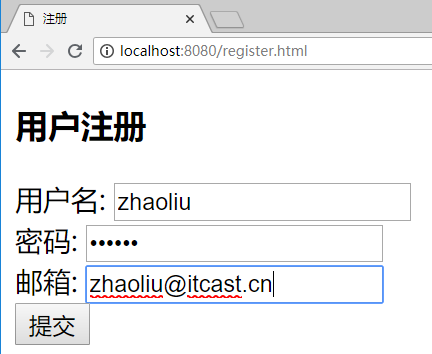 注册
localhost:8080/register.html
用户注册
用户名: zhaoliu
密码: ••••••
邮箱: zhaoliu@itcast.cn
提交